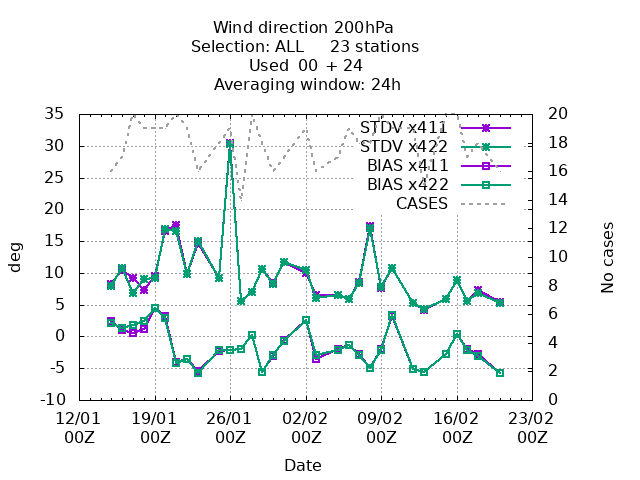 Wind direction 200hPa
Selection: ALL 23 stations
Used 00 + 24
Averaging window: 24h
35
30
25
20
15
10
5
0
-5
-10
deg
STDV x411
STDV x422
BIAS x411
BIAS x422
CASES
20
18
16
14
12
10
8
6
4
2
0
No cases
12/01 19/01 26/01 02/02 09/02 16/02 23/02
00Z 00Z 00Z 00Z 00Z 00Z 00Z
Date